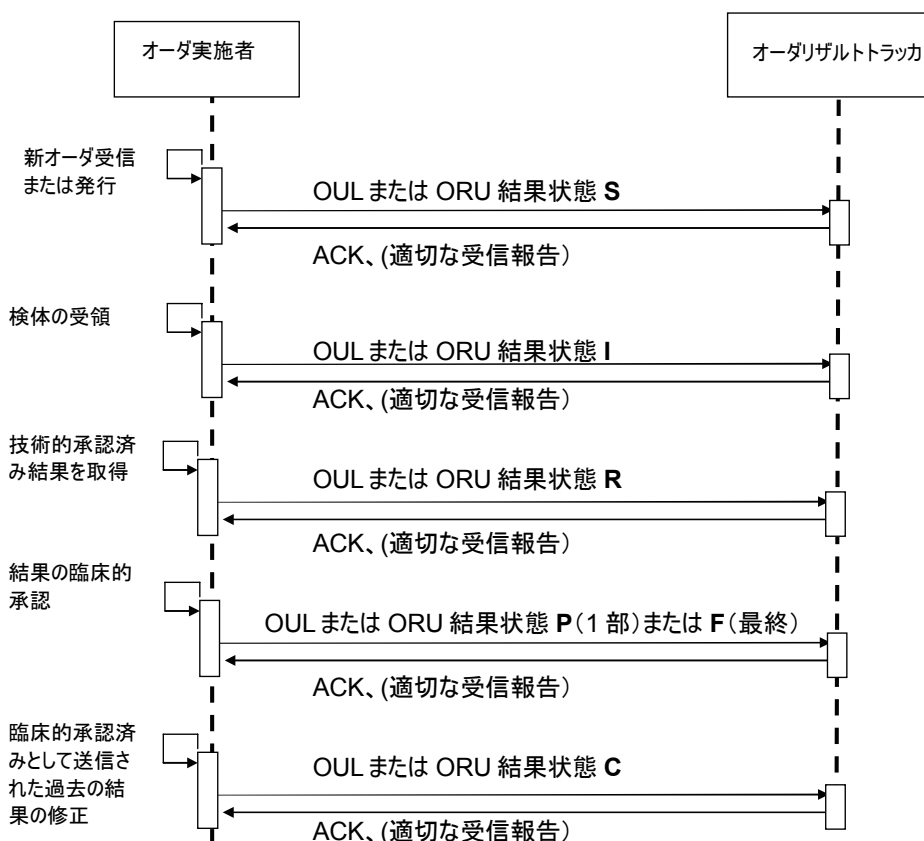 オーダ実施者
オーダリザルトトラッカ
新オーダ受信
または発行
OUL または ORU 結果状態 S
ACK、(適切な受信報告)
検体の受領
OUL または ORU 結果状態 I
ACK、(適切な受信報告)
技術的承認済
み結果を取得
OUL または ORU 結果状態 R
ACK、(適切な受信報告)
結果の臨床的
承認
OUL または ORU 結果状態 P(1 部)または F(最終)
ACK、(適切な受信報告)
臨床的承認済
みとして送信さ
れた過去の結
果の修正
OUL または ORU 結果状態 C
ACK、(適切な受信報告)